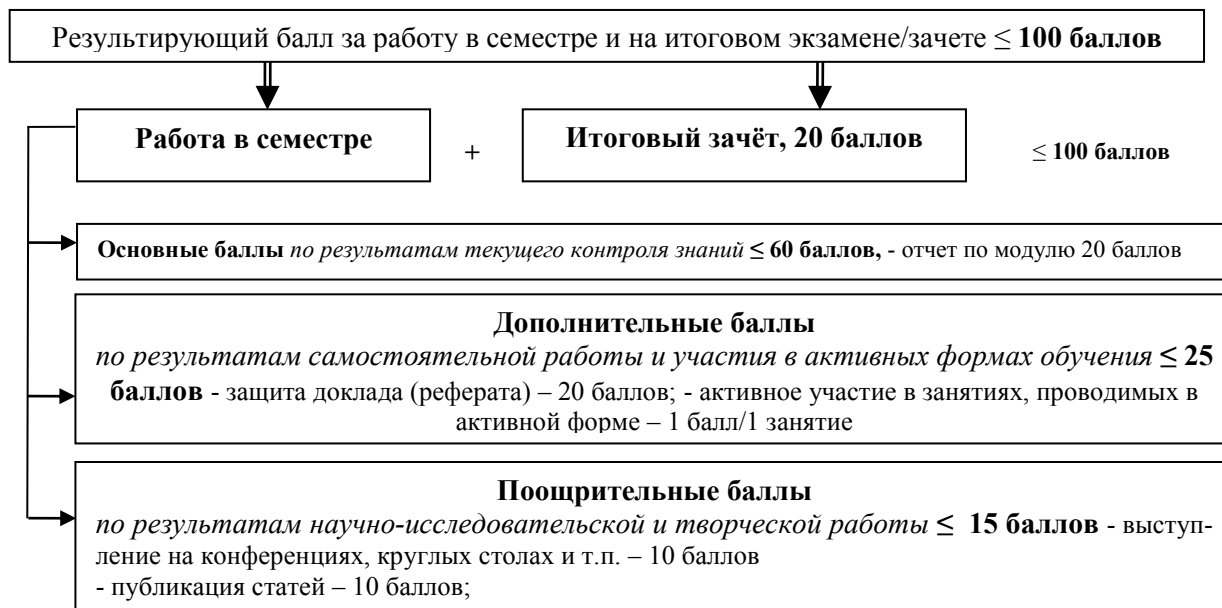 Результирующий балл за работу в семестре и на итоговом экзамене/зачете ≤ 100 баллов
Работа в семестре
+
Итоговый зачёт, 20 баллов
≤ 100 баллов
Основные баллы по результатам текущего контроля знаний ≤ 60 баллов, - отчет по модулю 20 баллов
Дополнительные баллы
по результатам самостоятельной работы и участия в активных формах обучения ≤ 25
баллов - защита доклада (реферата) – 20 баллов; - активное участие в занятиях, проводимых в
активной форме – 1 балл/1 занятие
Поощрительные баллы
по результатам научно-исследовательской и творческой работы ≤ 15 баллов - выступ-
ление на конференциях, круглых столах и т.п. – 10 баллов
- публикация статей – 10 баллов;